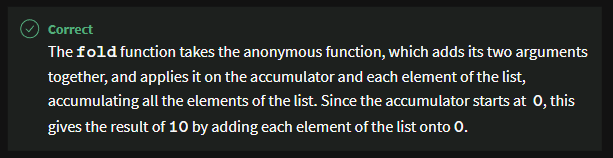 Correct
The fold function takes the anonymous function, which adds its two arguments
together, and applies it on the accumulator and each element of the list,
accumulating all the elements of the list. Since the accumulator starts at 0, this
gives the result of 10 by adding each element of the list onto 0.